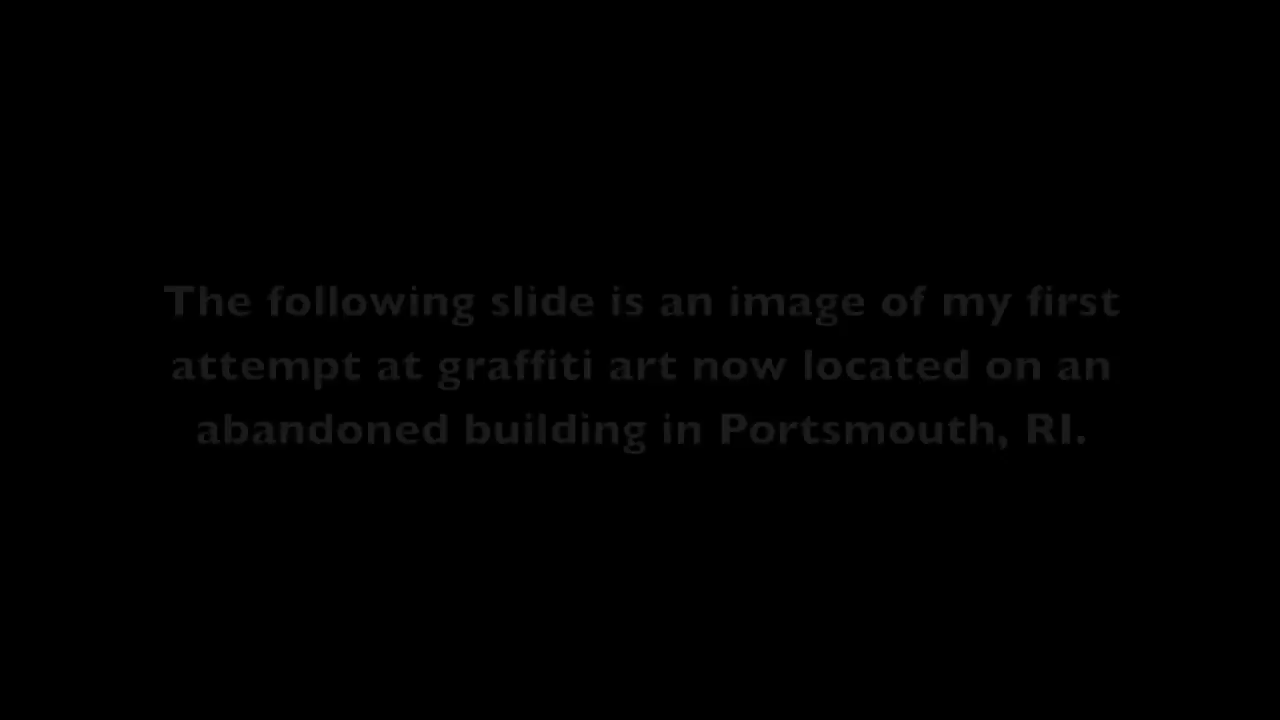 The following slide is an image of my first
attempt at graffiti art now located on an
abandoned building in Portsmouth, RI.